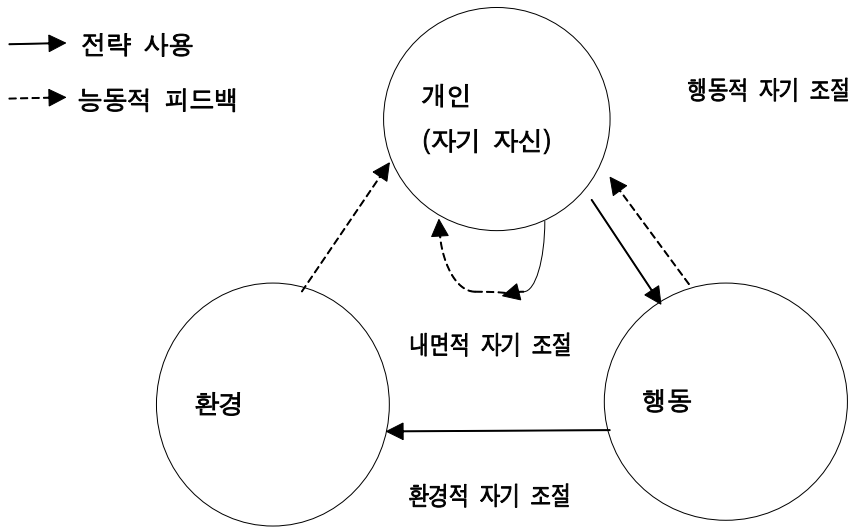 전략 사용
능동적 피드백
개인
(자기 자신)
행동적 자기 조절
내면적 자기 조절
환경
행동
환경적 자기 조절